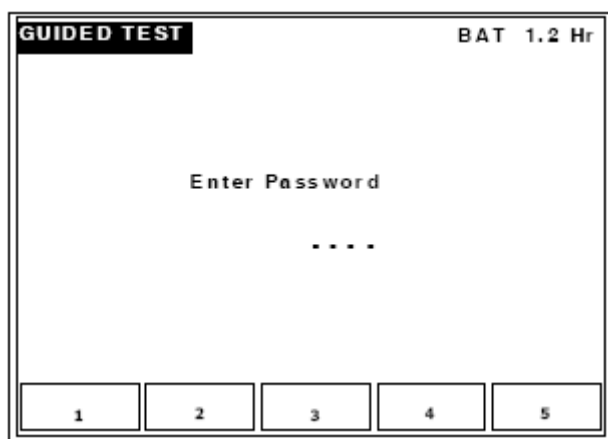 GUIDED TEST BAT 1.2 Hr
Enter Password
- - - -
1 2 3 4 5